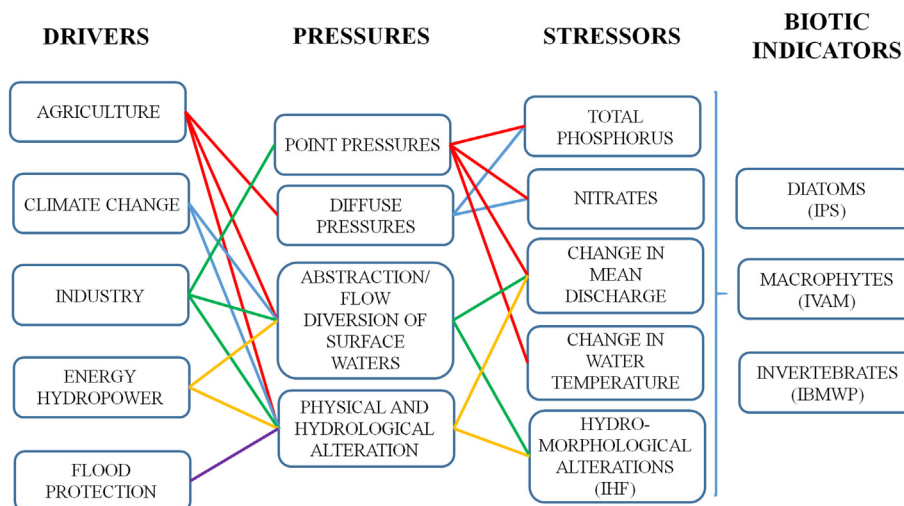 DRIVERS
AGRICULTURE
CLIMATE CHANGE
INDUSTRY
ENERGY
HYDROPOWER
FLOOD
PROTECTION
PRESSURES
POINT PRESSURES
DIFFUSE
PRESSURES
ABSTRACTION/
FLOW
DIVERSION OF
SURFACE
WATERS
PHYSICAL AND
HYDROLOGICAL
ALTERATION
STRESSORS
TOTAL
PHOSPHORUS
NITRATES
CHANGE IN
MEAN
DISCHARGE
CHANGE IN
WATER
TEMPERATURE
HYDRO-
MORPHOLOGICAL
ALTERATIONS
(IHF)
BIOTIC
INDICATORS
DIATOMS
(IPS)
MACROPHYTES
(IVAM)
INVERTEBRATES
(IBMWP)